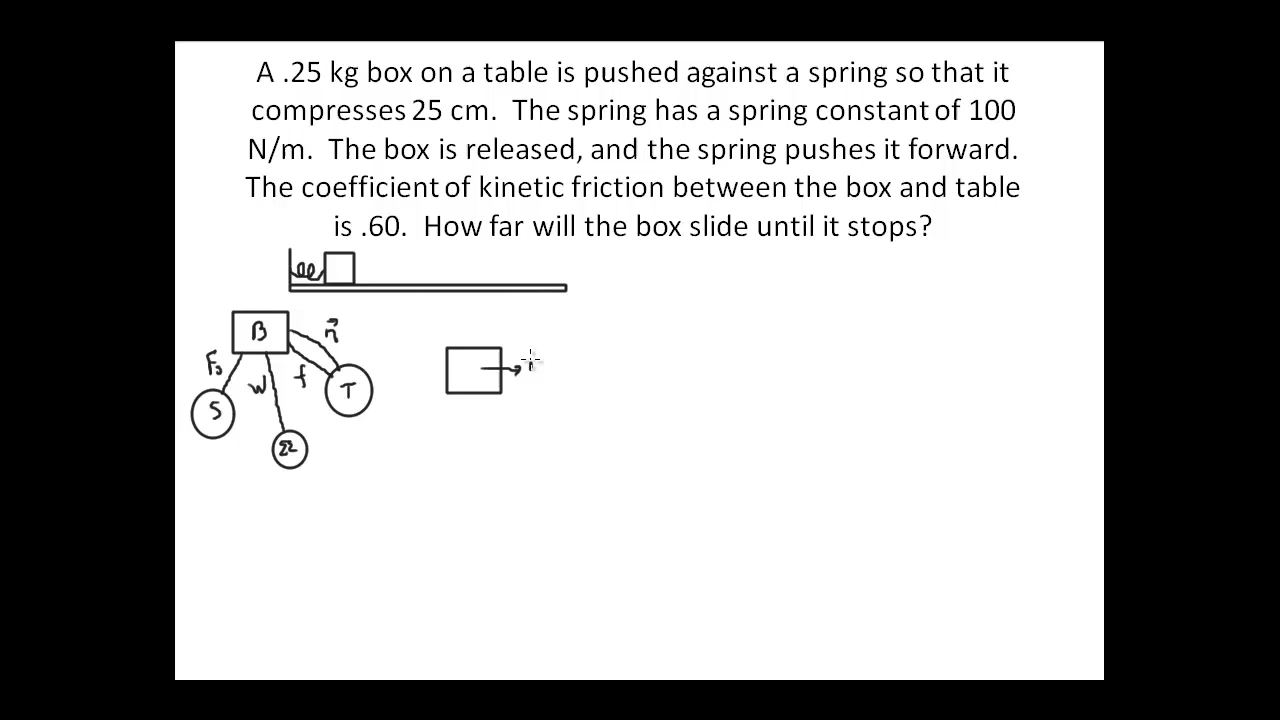 A .25 kg box on a table is pushed against a spring so that it
compresses 25 cm. The spring has a spring constant of 100
N/m. The box is released, and the spring pushes it forward.
The coefficient of kinetic friction between the box and table
is .60. How far will the box slide until it stops?
B
n⃗
Fs
w
f
T
S